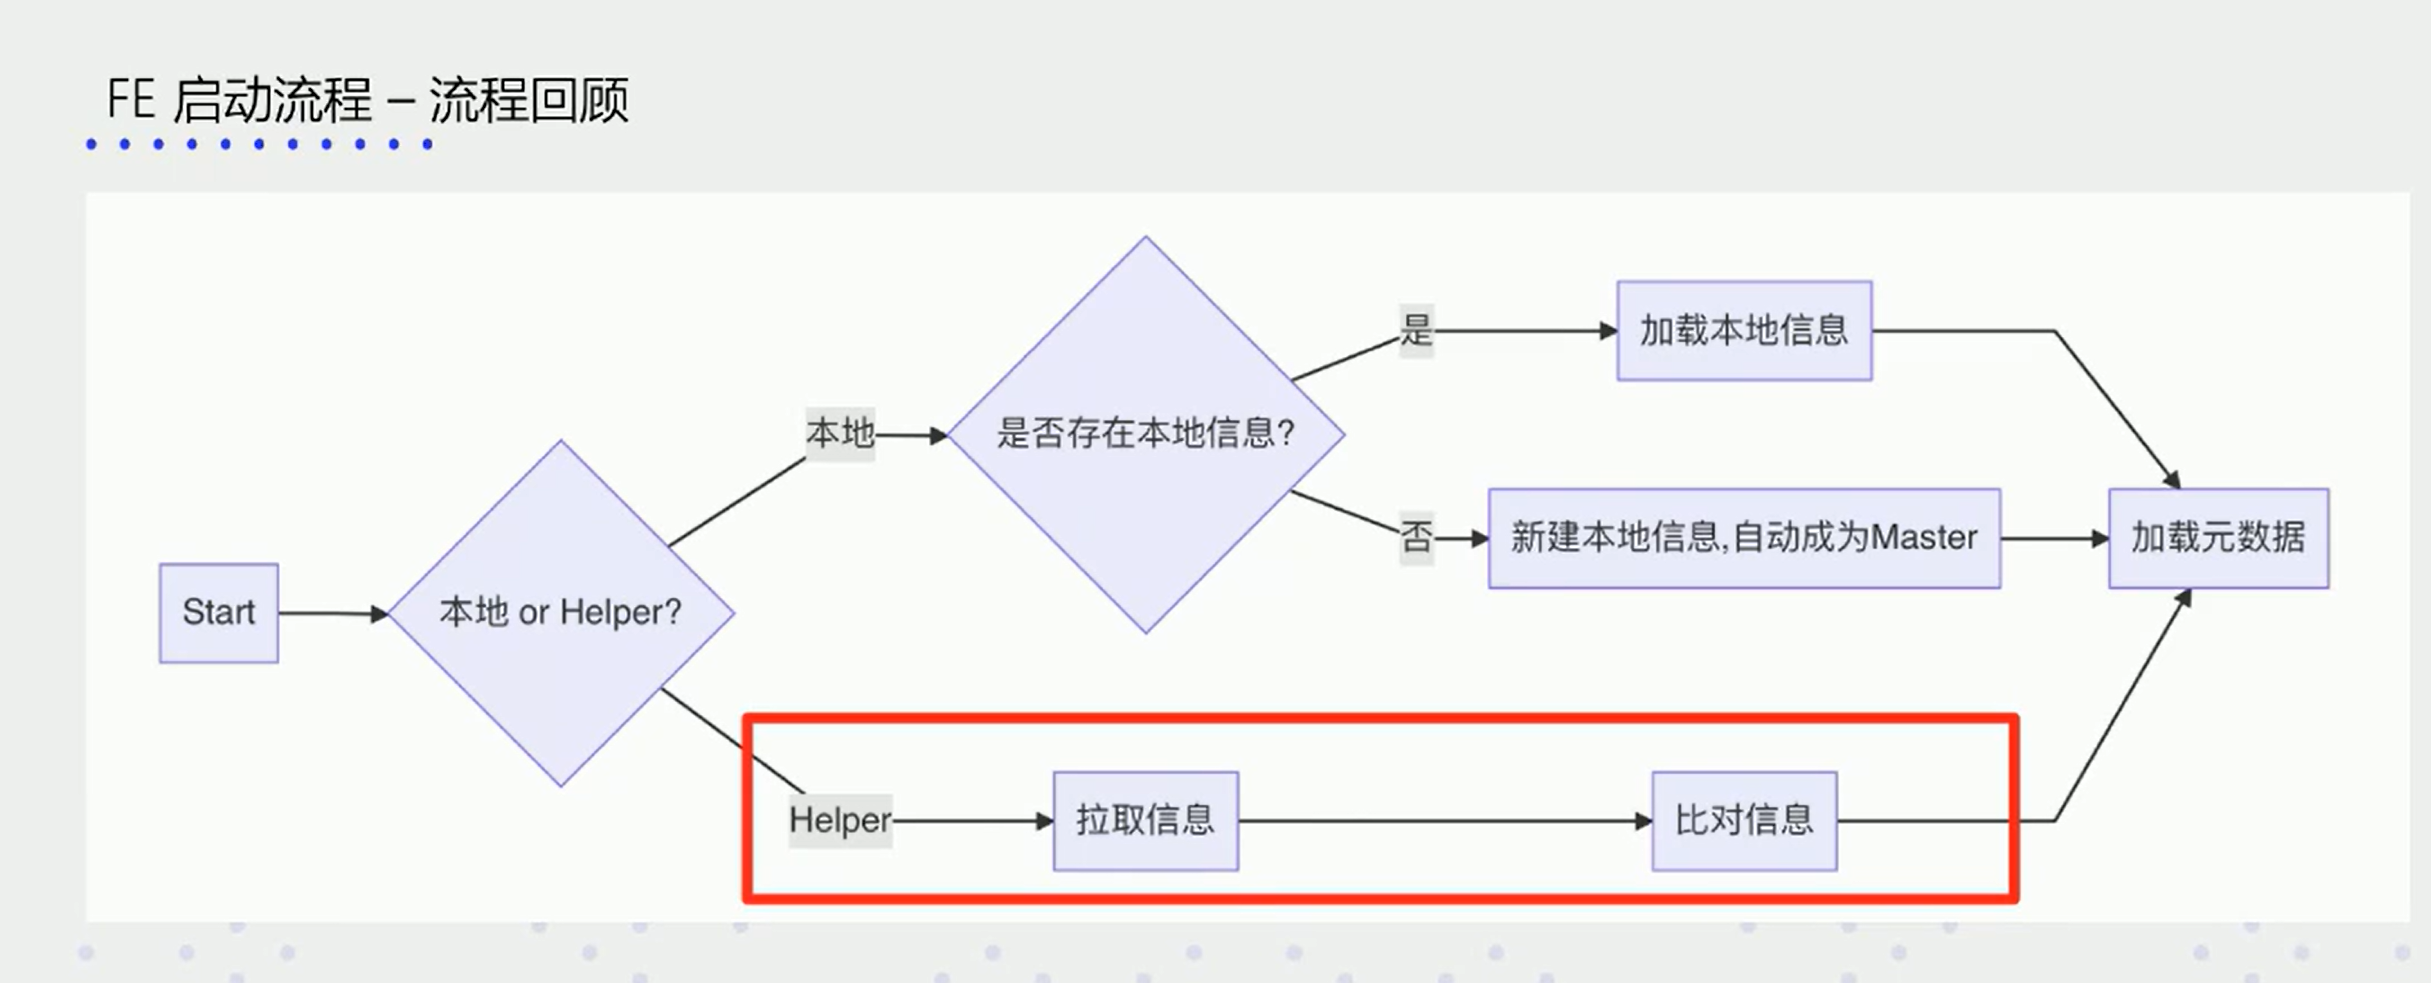 FE 启动流程 – 流程回顾
Start
本地 or Helper?
本地
是否存在本地信息?
是
加载本地信息
否
新建本地信息,自动成为Master
加载元数据
Helper
拉取信息
比对信息